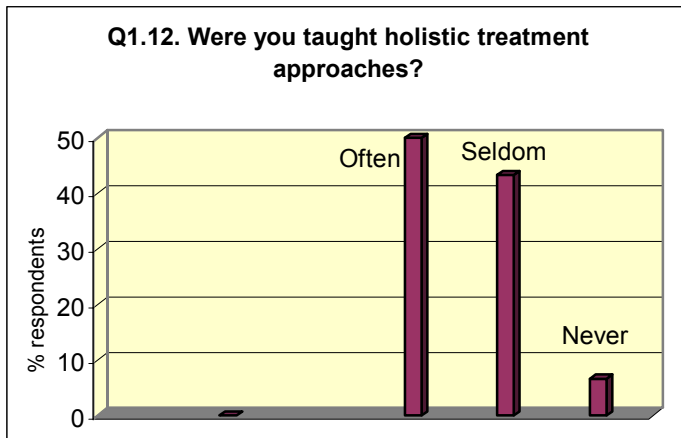 Q1.12. Were you taught holistic treatment
approaches?
% respondents
50
40
30
20
10
0
Often
Seldom
Never